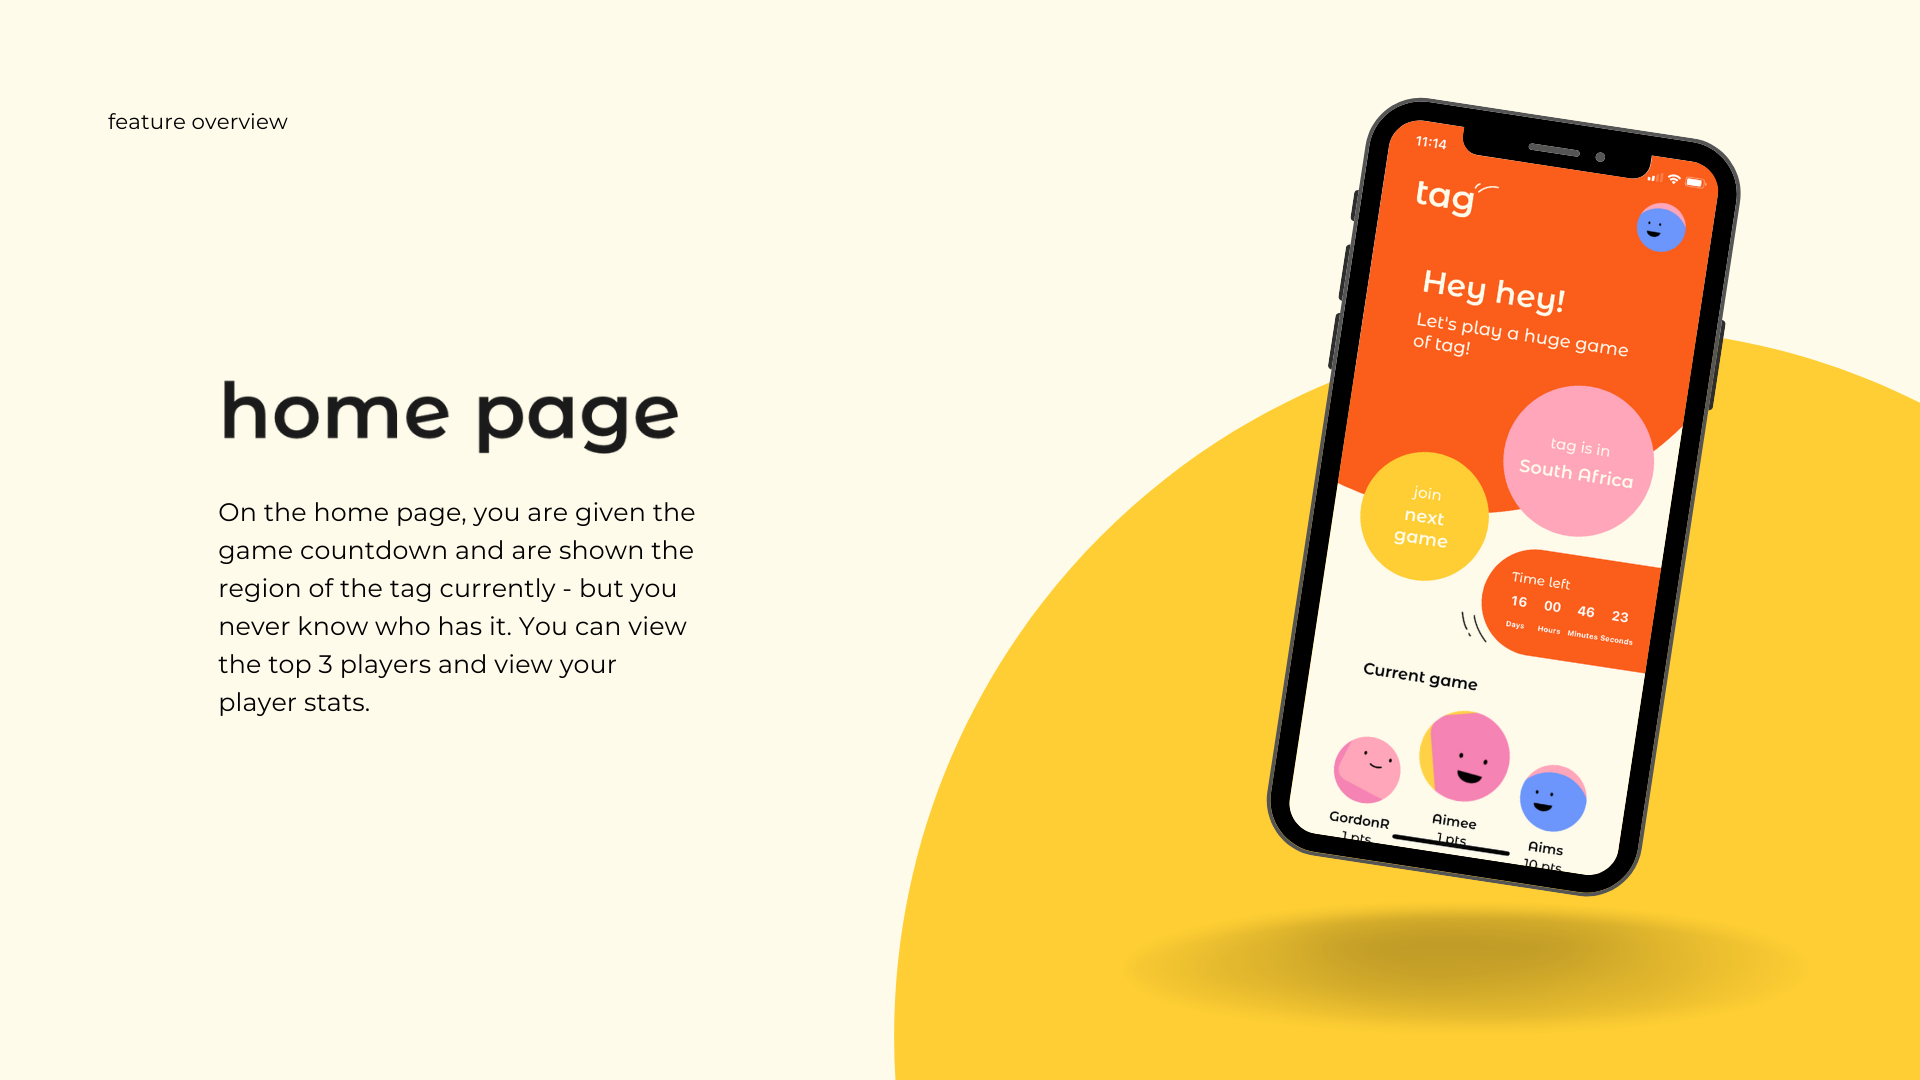 feature overview
home page
On the home page, you are given the
game countdown and are shown the
region of the tag currently - but you
never know who has it. You can view
the top 3 players and view your
player stats.
11:14
tag
Hey hey!
Let's play a huge game
of tag!
tag is in
South Africa
join
next
game
Time left
16 00 46 23
Days Hours Minutes Seconds
Current game
GordonR
1 pts
Aimee
1 pts
Aims
10 pts